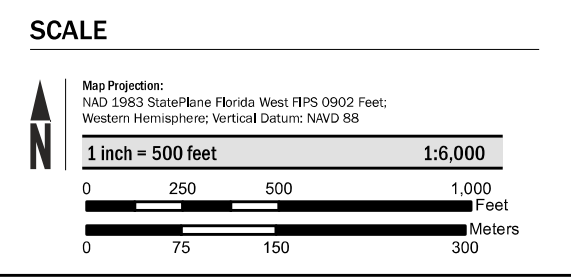 SCALE
Map Projection:
NAD 1983 StatePlane Florida West FIPS 0902 Feet;
Western Hemisphere; Vertical Datum: NAVD 88
N
1 inch = 500 feet 1:6,000
0 250 500 1,000
Feet
Meters
0 75 150 300